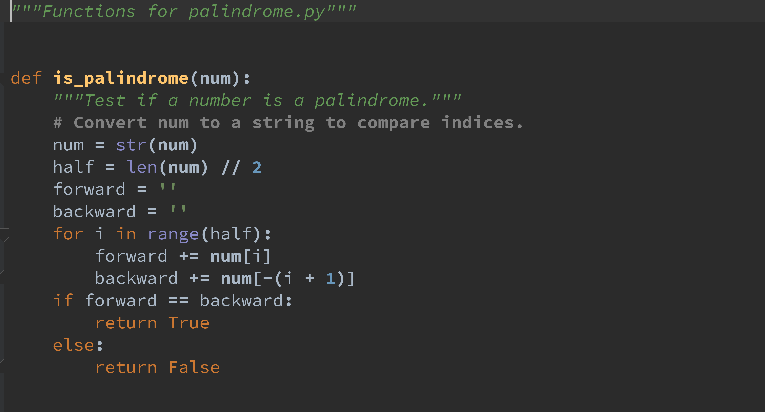 """Functions for palindrome.py"""
def is_palindrome(num):
    """Test if a number is a palindrome."""
    # Convert num to a string to compare indices.
    num = str(num)
    half = len(num) // 2
    forward = ''
    backward = ''
    for i in range(half):
        forward += num[i]
        backward += num[-(i + 1)]
    if forward == backward:
        return True
    else:
        return False